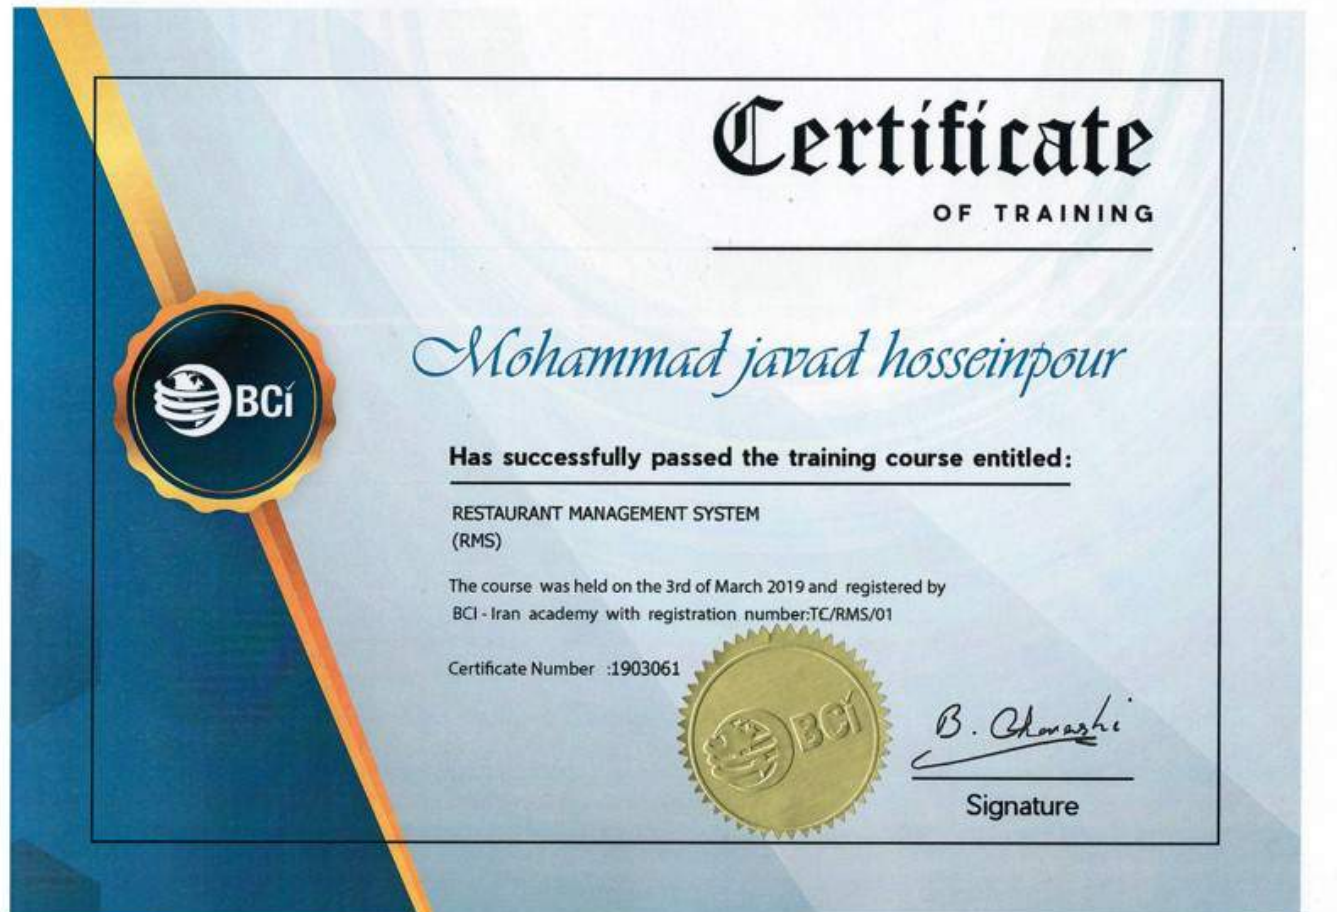 Certificate
OF TRAINING
BCi
Mohammad javad hosseinpour
Has successfully passed the training course entitled:
RESTAURANT MANAGEMENT SYSTEM
(RMS)
The course was held on the 3rd of March 2019 and registered by
BCI - Iran academy with registration number:TC/RMS/01
Certificate Number :1903061
BCi
Signature